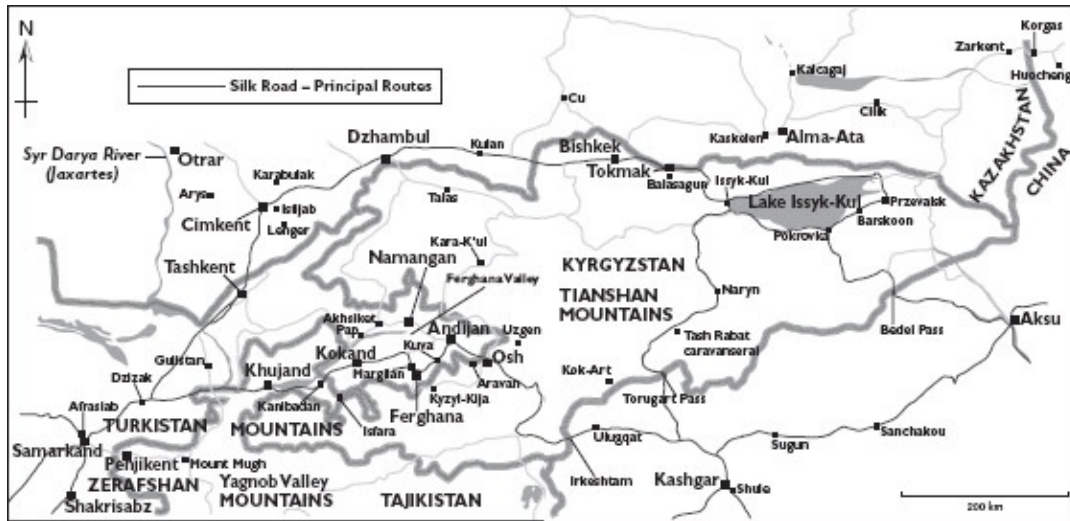 N
Silk Road – Principal Routes
Korgas
Zarkent
Huocheng
Kalcagaj
Cilik
Cu
Kaskelen
Alma-Ata
KAZAKHSTAN
CHINA
Dzhambul
Kulan
Bishkek
Tokmak
Balasagun
Issyk-Kul
Lake Issyk-Kul
Przevalsk
Barskoon
Pokrovka
Syr Darya River
(Jaxartes)
Otrar
Arys
Karabulak
Isfijab
Cimkent
Lenger
Talas
Tashkent
Kara-K'ul
Namangan
Ferghana Valley
KYRGYZSTAN
TIANSHAN
MOUNTAINS
Naryn
Bedel Pass
Aksu
Akhsiket
Pap
Andijan
Uzgen
Tash Rabat
caravanserai
Gulistan
Kokand
Kuva
Osh
Khujand
Margilan
Aravan
Kok-Art
Dzizak
Kanibadan
Kyzyl-Kija
Torugart Pass
Afrasiab
TURKISTAN
MOUNTAINS
Isfara
Ferghana
Samarkand
Ulugqat
Sugun
Sanchakou
Penjikent
Mount Mugh
ZERAFSHAN
MOUNTAINS
Yagnob Valley
TAJIKISTAN
Irkeshtam
Kashgar
Shule
Shakrisabz
200 km